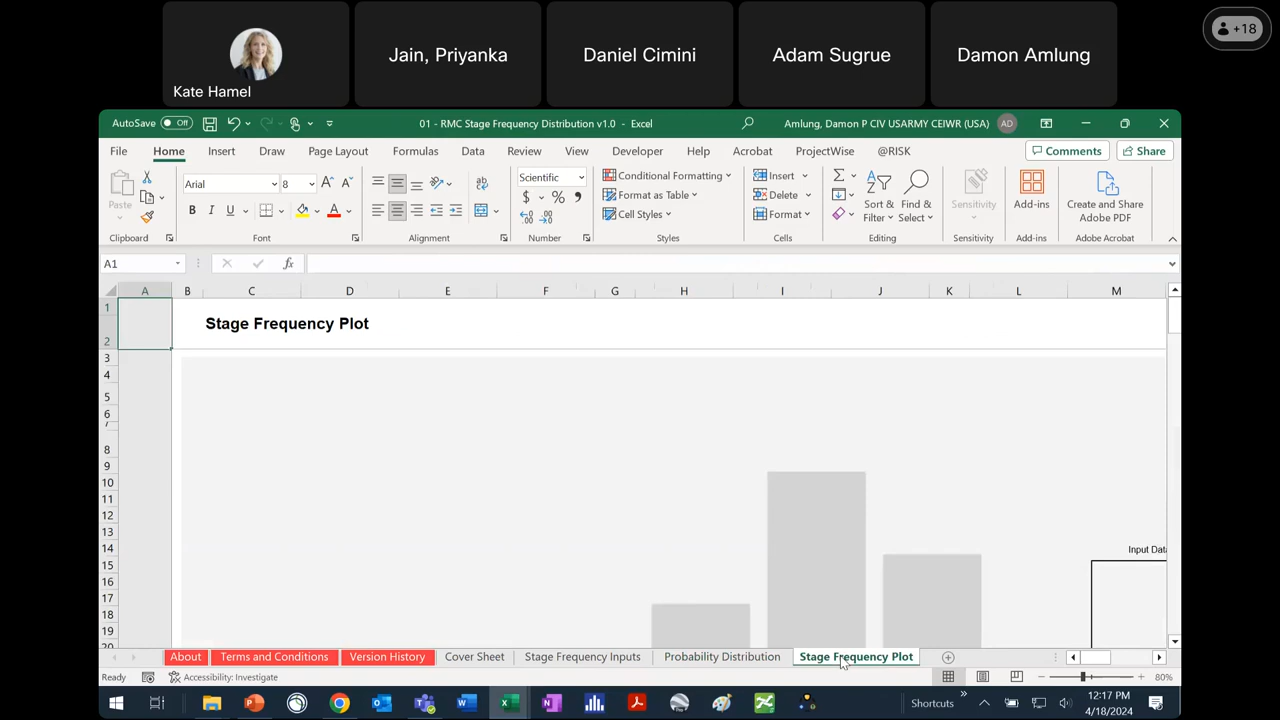 Kate Hamel
Jain, Priyanka
Daniel Cimini
Adam Sugrue
Damon Amlung
+18
AutoSave Off
01 - RMC Stage Frequency Distribution v1.0 - Excel
Amlung, Damon P CIV USARMY CEIWR (USA)
AD
File Home Insert Draw Page Layout Formulas Data Review View Developer Help Acrobat ProjectWise @RISK Comments Share
Paste
Clipboard
Arial 8
A A
B I U A
Font
Alignment
Scientific
$ % 9
Number
Conditional Formatting
Format as Table
Cell Styles
Styles
Insert
Delete
Format
Cells
Sort &
Filter
Find &
Select
Editing
Sensitivity
Sensitivity
Add-ins
Add-ins
Create and Share
Adobe PDF
Adobe Acrobat
A1 fx
A B C D E F G H I J K L M
1
2
3
4
5
6
7
8
9
10
11
12
13
14
15
16
17
18
19
20
Stage Frequency Plot
Input Data
About Terms and Conditions Version History Cover Sheet Stage Frequency Inputs Probability Distribution Stage Frequency Plot
Ready Accessibility: Investigate 80%
Shortcuts
12:17 PM
4/18/2024